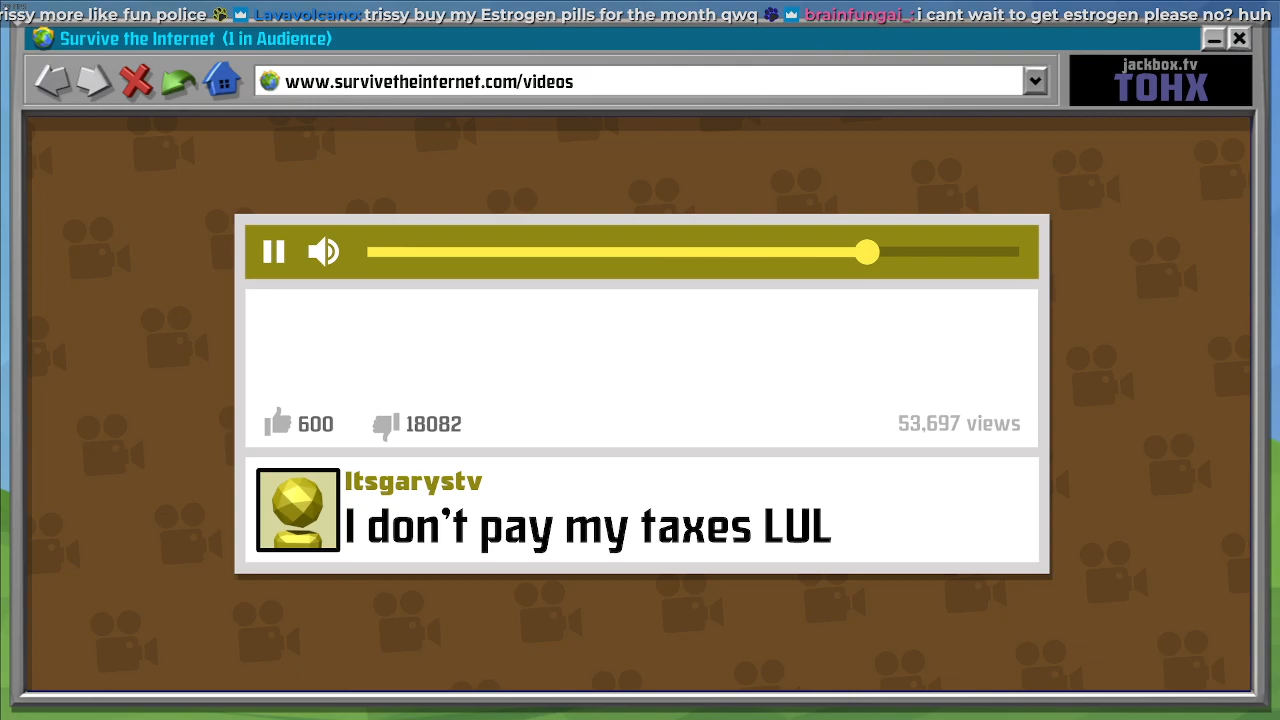 rissy more like fun police Lavavolcano: trissy buy my Estrogen pills for the month qwq brainfungai_: i cant wait to get estrogen please no? huh
Survive the Internet (1 in Audience)
www.survivetheinternet.com/videos
jackbox.tv
TOHX
600
18082
53,697 views
Itsgarystv
I don't pay my taxes LUL